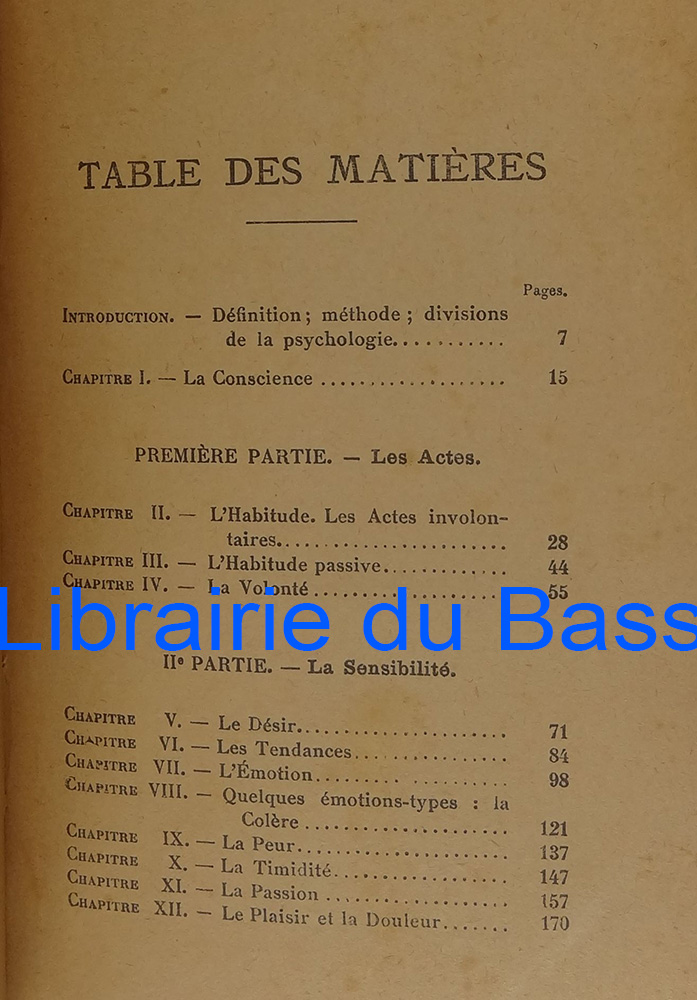 TABLE DES MATIÈRES
Pages.
INTRODUCTION. — Définition; méthode; divisions
de la psychologie........... 7
CHAPITRE I. — La Conscience ................... 15
PREMIÈRE PARTIE. — Les Actes.
CHAPITRE II. — L'Habitude. Les Actes involon-
taires........................ 28
CHAPITRE III. — L'Habitude passive............. 44
CHAPITRE IV. — La Volonté.................... 55
Librairie du Bass
IIe PARTIE. — La Sensibilité.
CHAPITRE V. — Le Désir...................... 71
CHAPITRE VI. — Les Tendances................. 84
CHAPITRE VII. — L'Émotion.................... 98
CHAPITRE VIII. — Quelques émotions-types : la
Colère ..................... 121
CHAPITRE IX. — La Peur...................... 137
CHAPITRE X. — La Timidité................... 147
CHAPITRE XI. — La Passion ................... 157
CHAPITRE XII. — Le Plaisir et la Douleur....... 170